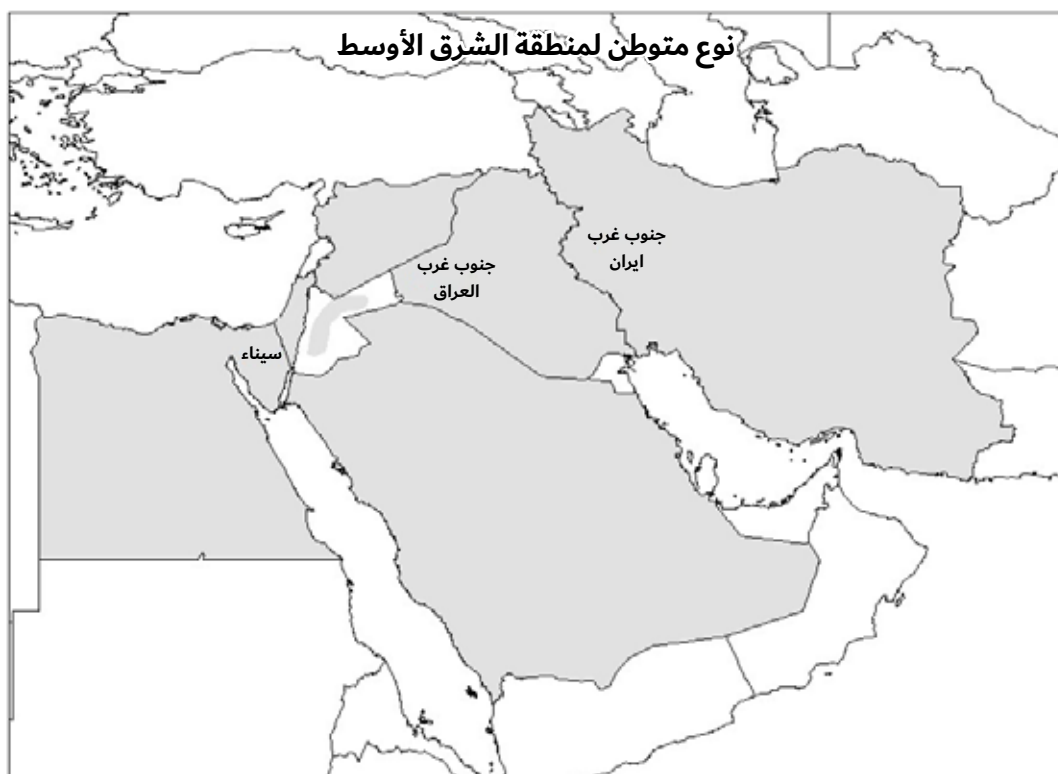 نوع متوطن لمنطقة الشرق الأوسط
جنوب غرب
ايران
جنوب غرب
العراق
سيناء